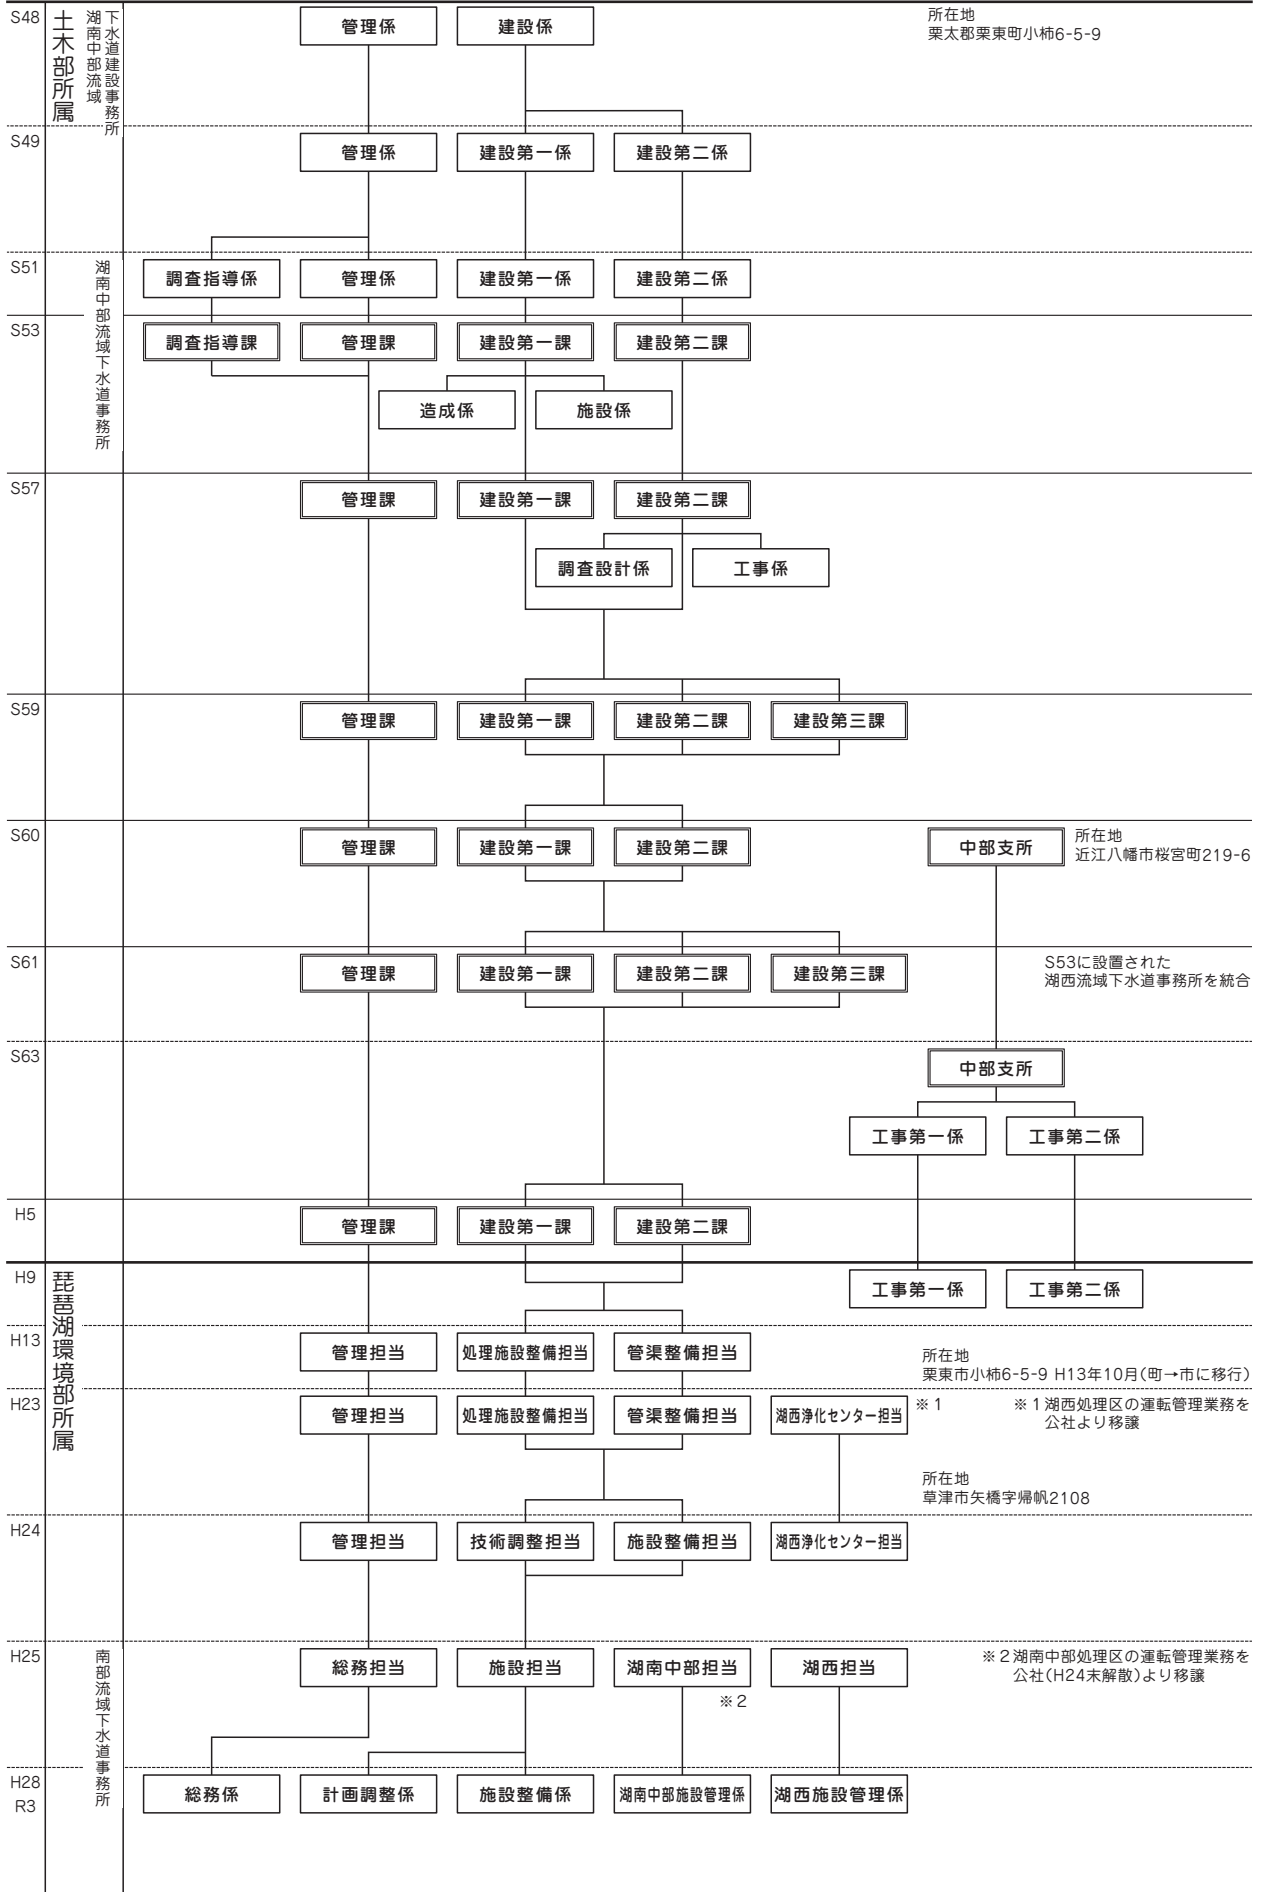 S48
土木部所属
湖南中部流域
下水道建設事務所
管理係
建設係
所在地
栗太郡栗東町小柿6-5-9
S49
管理係
建設第一係
建設第二係
S51
湖南中部流域下水道事務所
調査指導係
管理係
建設第一係
建設第二係
S53
調査指導課
管理課
建設第一課
建設第二課
造成係
施設係
S57
管理課
建設第一課
建設第二課
調査設計係
工事係
S59
管理課
建設第一課
建設第二課
建設第三課
S60
管理課
建設第一課
建設第二課
中部支所
所在地
近江八幡市桜宮町219-6
S61
管理課
建設第一課
建設第二課
建設第三課
S53に設置された
湖西流域下水道事務所を統合
S63
中部支所
工事第一係
工事第二係
H5
管理課
建設第一課
建設第二課
H9
琵琶湖環境部所属
工事第一係
工事第二係
H13
管理担当
処理施設整備担当
管渠整備担当
所在地
栗東市小柿6-5-9 H13年10月(町→市に移行)
H23
管理担当
処理施設整備担当
管渠整備担当
湖西浄化センター担当
※1
※1湖西処理区の運転管理業務を
公社より移譲
所在地
草津市矢橋字帰帆2108
H24
管理担当
技術調整担当
施設整備担当
湖西浄化センター担当
H25
南部流域下水道事務所
総務担当
施設担当
湖南中部担当
湖西担当
※2
※2湖南中部処理区の運転管理業務を
公社(H24末解散)より移譲
H28
R3
総務係
計画調整係
施設整備係
湖南中部施設管理係
湖西施設管理係